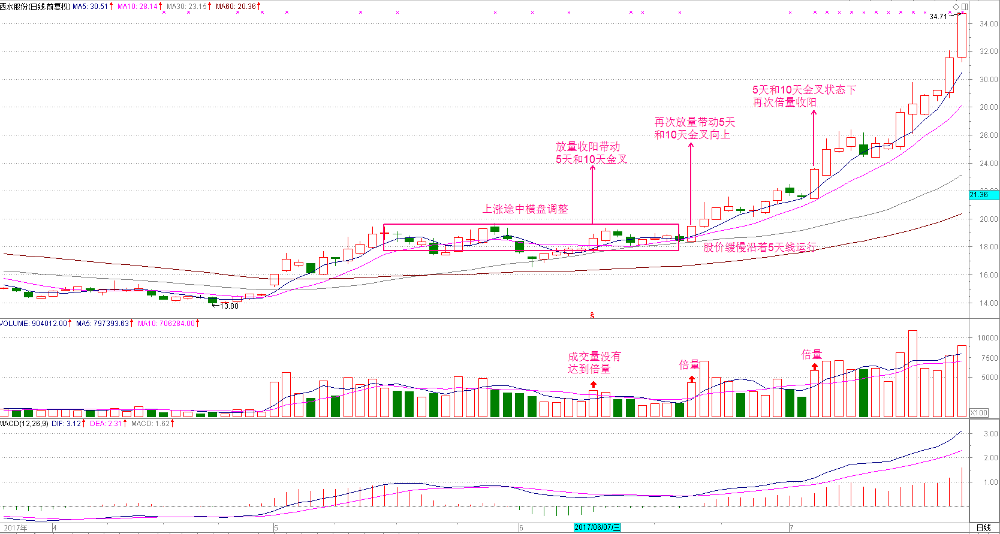 西水股份(日线.前复权) MA5: 30.51 MA10: 28.14 MA30: 23.15 MA60: 20.36
34.71
34.00
32.00
30.00
5天和10天金叉状态下
再次倍量收阳
28.00
再次放量带动5天
和10天金叉向上
26.00
放量收阳带动
5天和10天金叉
24.00
22.00
21.36
上涨途中横盘调整
20.00
18.00
股价缓慢沿着5天线运行
16.00
14.00
13.80
S
VOLUME: 904012.00 MA5: 797393.63 MA10: 706284.00
10000
7500
5000
成交量没有
达到倍量
倍量
倍量
X100
MACD(12,26,9) DIF: 3.12 DEA: 2.31 MACD: 1.62
3.00
2.00
1.00
2017年 4 5 6 2017/06/07/三 7 日线